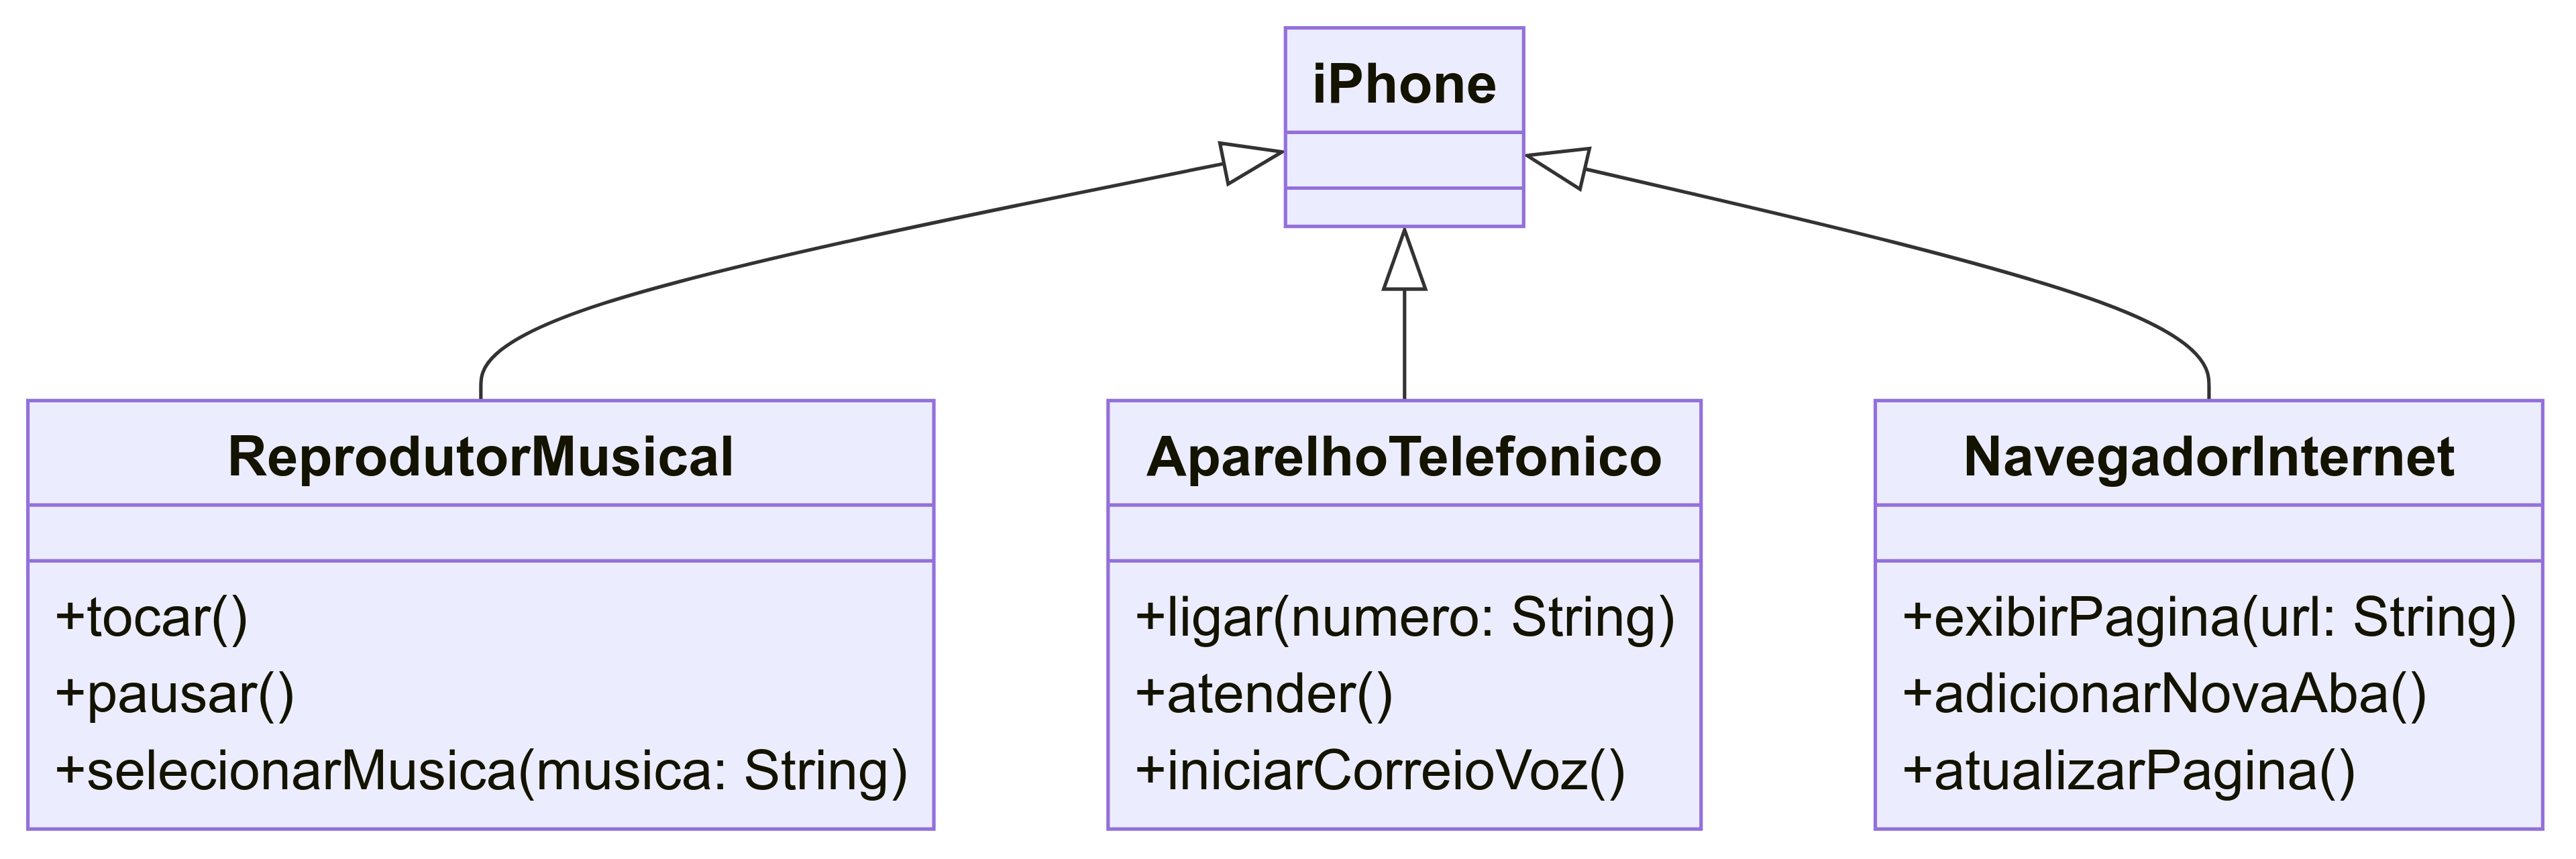 iPhone
ReprodutorMusical
+tocar()
+pausar()
+selecionarMusica(musica: String)
AparelhoTelefonico
+ligar(numero: String)
+atender()
+iniciarCorreioVoz()
NavegadorInternet
+exibirPagina(url: String)
+adicionarNovaAba()
+atualizarPagina()